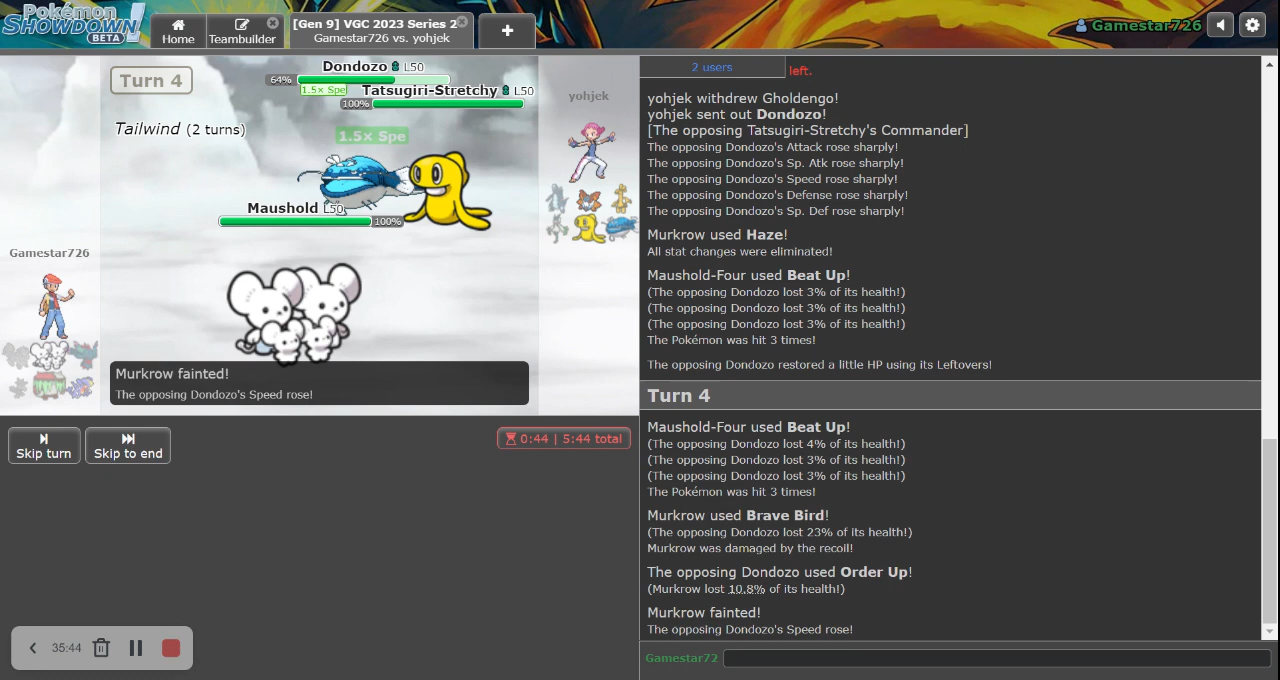 Pokémon
SHOWDOWN!
BETA
Home
Teambuilder
[Gen 9] VGC 2023 Series 2
Gamestar726 vs. yohjek
+
Gamestar726
Turn 4
Tailwind (2 turns)
Dondozo L50
64%
1.5× Spe
Tatsugiri-Stretchy L50
100%
1.5× Spe
Maushold L50
100%
yohjek
Gamestar726
Murkrow fainted!
The opposing Dondozo's Speed rose!
Skip turn
Skip to end
0:44 | 5:44 total
35:44
2 users
left.
yohjek withdrew Gholdengo!
yohjek sent out Dondozo!
[The opposing Tatsugiri-Stretchy's Commander]
The opposing Dondozo's Attack rose sharply!
The opposing Dondozo's Sp. Atk rose sharply!
The opposing Dondozo's Speed rose sharply!
The opposing Dondozo's Defense rose sharply!
The opposing Dondozo's Sp. Def rose sharply!
Murkrow used Haze!
All stat changes were eliminated!
Maushold-Four used Beat Up!
(The opposing Dondozo lost 3% of its health!)
(The opposing Dondozo lost 3% of its health!)
(The opposing Dondozo lost 3% of its health!)
The Pokémon was hit 3 times!
The opposing Dondozo restored a little HP using its Leftovers!
Turn 4
Maushold-Four used Beat Up!
(The opposing Dondozo lost 4% of its health!)
(The opposing Dondozo lost 3% of its health!)
(The opposing Dondozo lost 3% of its health!)
The Pokémon was hit 3 times!
Murkrow used Brave Bird!
(The opposing Dondozo lost 23% of its health!)
Murkrow was damaged by the recoil!
The opposing Dondozo used Order Up!
(Murkrow lost 10.8% of its health!)
Murkrow fainted!
The opposing Dondozo's Speed rose!
Gamestar72